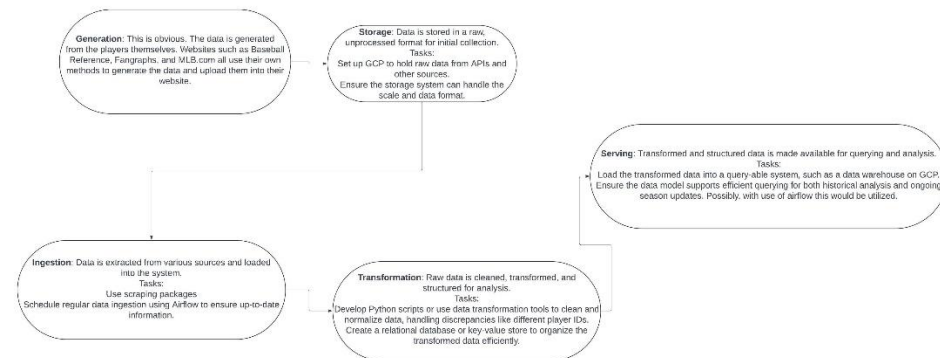 Generation: This is obvious. The data is generated
from the players themselves. Websites such as Baseball
Reference, Fangraphs, and MLB.com all use their own
methods to generate the data and upload them into their
website.
Storage: Data is stored in a raw,
unprocessed format for initial collection.
Tasks:
Set up GCP to hold raw data from APIs and
other sources.
Ensure the storage system can handle the
scale and data format.
Ingestion: Data is extracted from various sources and loaded
into the system.
Tasks:
Use scraping packages
Schedule regular data ingestion using Airflow to ensure up-to-date
information.
Transformation: Raw data is cleaned, transformed, and
structured for analysis.
Tasks:
Develop Python scripts or use data transformation tools to clean and
normalize data, handling discrepancies like different player IDs.
Create a relational database or key-value store to organize the
transformed data efficiently.
Serving: Transformed and structured data is made available for querying and analysis.
Tasks:
Load the transformed data into a query-able system, such as a data warehouse on GCP.
Ensure the data model supports efficient querying for both historical analysis and ongoing
season updates. Possibly, with use of airflow this would be utilized.